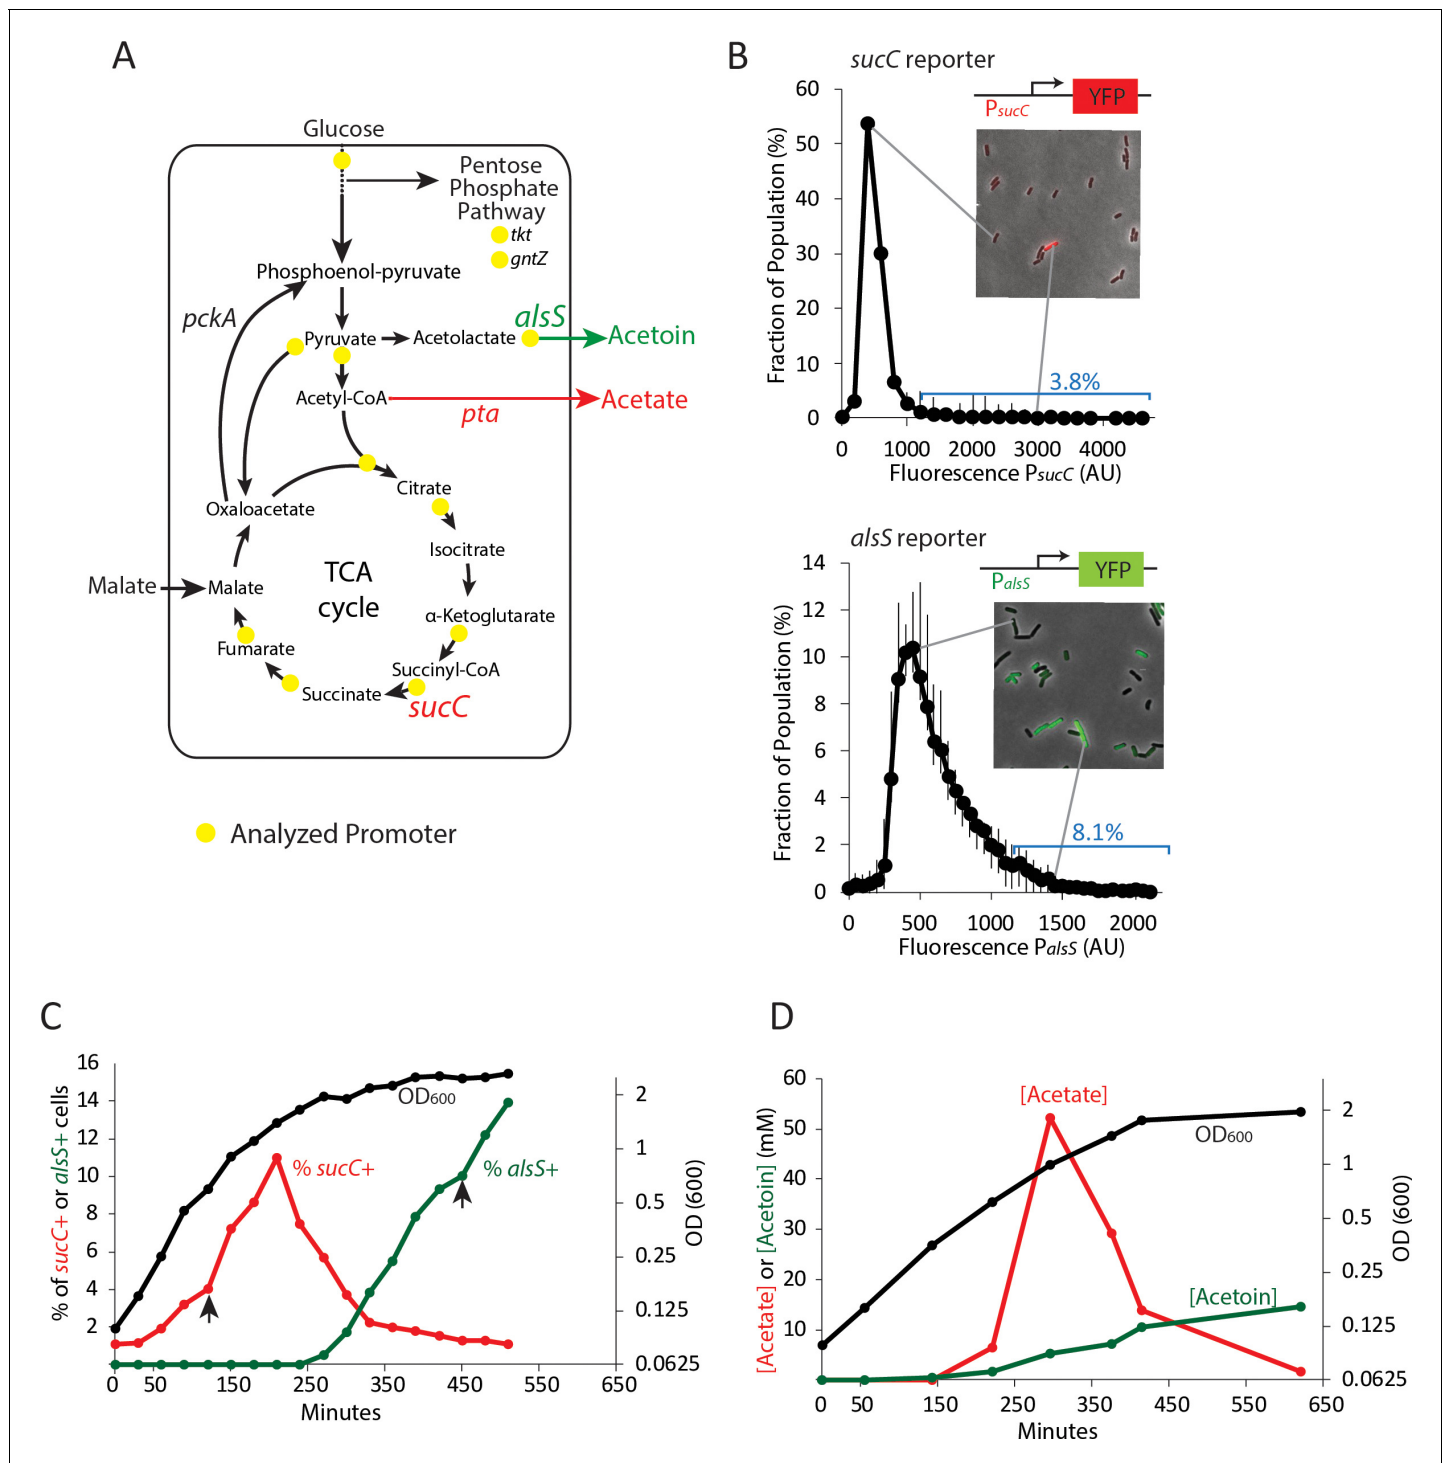 A
Glucose
Pentose
Phosphate
Pathway
tkt
gntZ
Phosphoenol-pyruvate
pckA
alsS
Pyruvate
Acetolactate
Acetoin
Acetyl-CoA
pta
Acetate
Citrate
Oxaloacetate
Isocitrate
TCA
cycle
Malate
Malate
α-Ketoglutarate
Fumarate
Succinyl-CoA
Succinate
sucC
Analyzed Promoter
B
sucC reporter
PsucC
YFP
Fraction of Population (%)
60
50
40
30
20
10
0
3.8%
0 1000 2000 3000 4000
Fluorescence PsucC (AU)
alsS reporter
PalsS
YFP
Fraction of Population (%)
14
12
10
8
6
4
2
0
8.1%
0 500 1000 1500 2000
Fluorescence PalsS (AU)
C
% of sucC+ or alsS+ cells
16
14
12
10
8
6
4
2
OD600
% sucC+
% alsS+
2
1
0.5
0.25
0.125
0.0625
OD (600)
0 50 150 250 350 450 550 650
Minutes
D
[Acetate] or [Acetoin] (mM)
60
50
40
30
20
10
[Acetate]
OD600
[Acetoin]
2
1
0.5
0.25
0.125
0.0625
OD (600)
0 50 150 250 350 450 550 650
Minutes